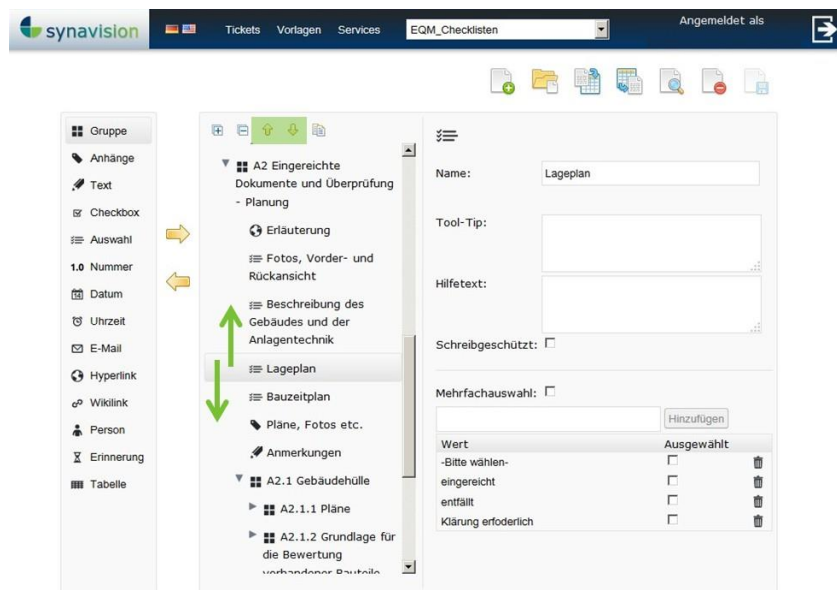 synavision
Tickets Vorlagen Services EQM_Checklisten
Angemeldet als
Gruppe
Anhänge
Text
Checkbox
Auswahl
1.0 Nummer
14 Datum
Uhrzeit
E-Mail
Hyperlink
Wikilink
Person
Erinnerung
Tabelle
A2 Eingereichte
Dokumente und Überprüfung
- Planung
Erläuterung
Fotos, Vorder- und
Rückansicht
Beschreibung des
Gebäudes und der
Anlagentechnik
Lageplan
Bauzeitplan
Pläne, Fotos etc.
Anmerkungen
A2.1 Gebäudehülle
A2.1.1 Pläne
A2.1.2 Grundlage für
die Bewertung
vorhandener Bauteile
Name: Lageplan
Tool-Tip:
Hilfetext:
Schreibgeschützt:
Mehrfachauswahl:
Hinzufügen
Wert Ausgewählt
-Bitte wählen-
eingereicht
entfällt
Klärung erfoderlich